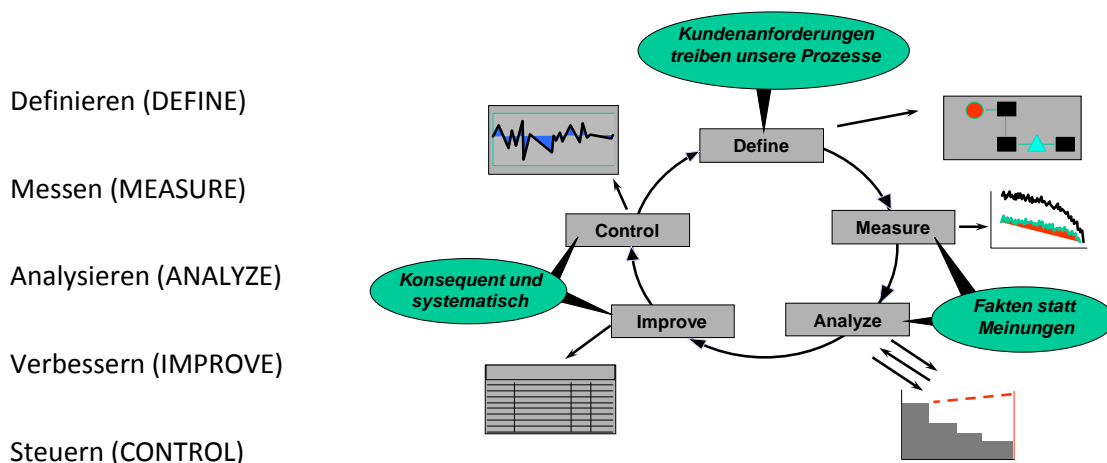 Definieren (DEFINE)
Messen (MEASURE)
Analysieren (ANALYZE)
Verbessern (IMPROVE)
Steuern (CONTROL)
Kundenanforderungen
treiben unsere Prozesse
Define
Measure
Analyze
Improve
Control
Fakten statt
Meinungen
Konsequent und
systematisch